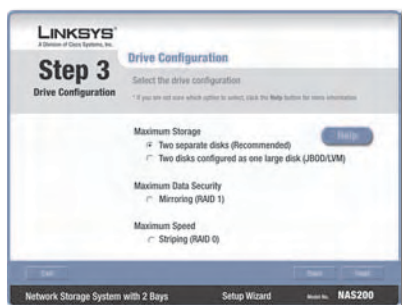 LINKSYS®
A Division of Cisco Systems, Inc.
Step 3
Drive Configuration
Drive Configuration
Select the drive configuration
* If you are not sure which option to select, click the Help button for more information
Maximum Storage
Help
Two separate disks (Recommended)
Two disks configured as one large disk (JBOD/LVM)
Maximum Data Security
Mirroring (RAID 1)
Maximum Speed
Striping (RAID 0)
Exit
Next
Network Storage System with 2 Bays
Setup Wizard
Model No.
NAS200